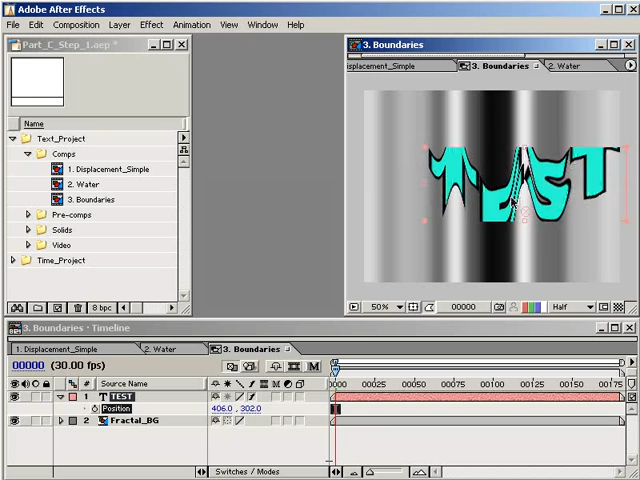 Adobe After Effects
File Edit Composition Layer Effect Animation View Window Help
Part_C_Step_1.aep *
Name
Text_Project
Comps
1. Displacement_Simple
2. Water
3. Boundaries
Pre-comps
Solids
Video
Time_Project
8 bpc
3. Boundaries
isplacement_Simple 3. Boundaries 2. Water
TEST
50% 00000 Half
3. Boundaries · Timeline
1. Displacement_Simple 2. Water 3. Boundaries
00000 (30.00 fps)
# Source Name
0000 00025 00050 00075 00100 00125 00150 00175
1 T TEST
Position 406.0 , 302.0
2 Fractal_BG
Switches / Modes